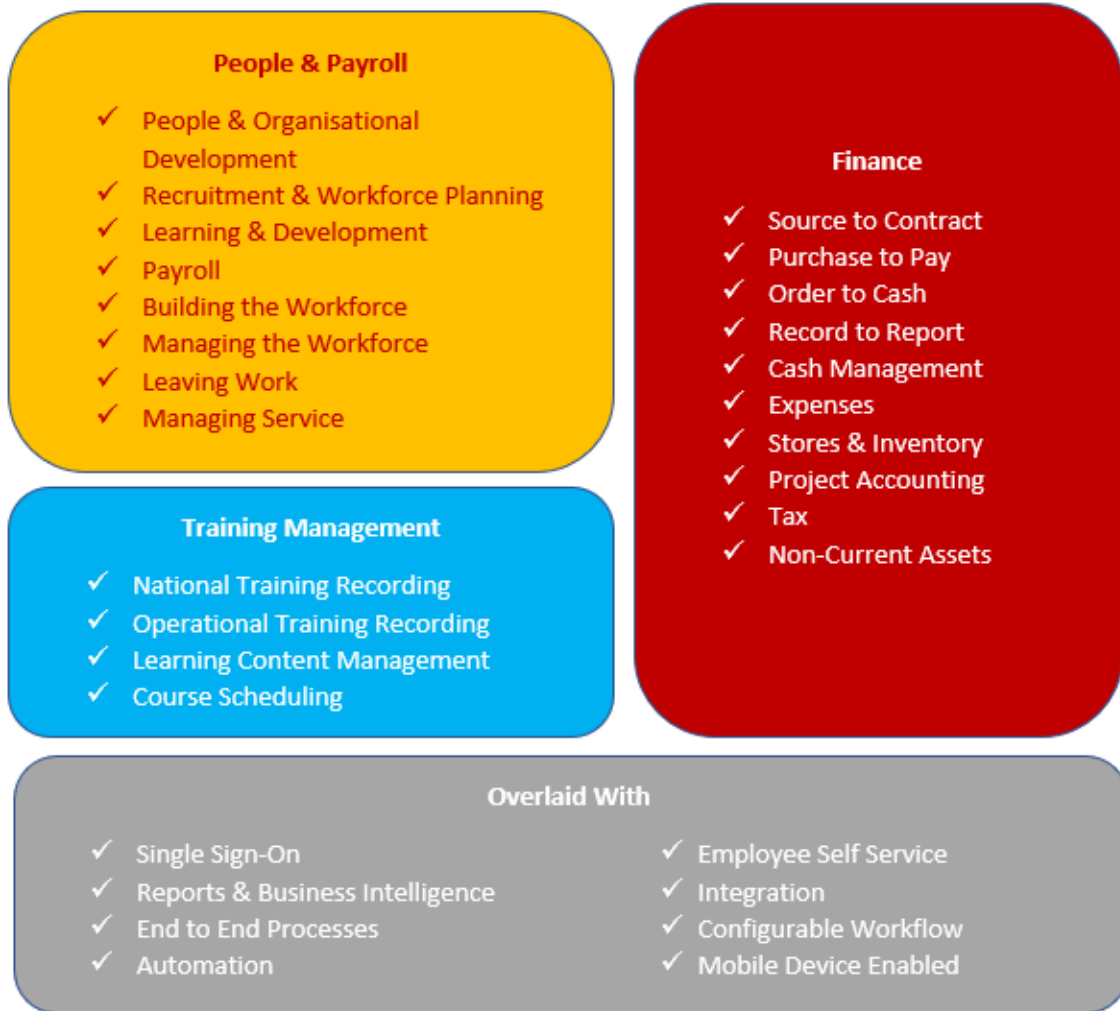 People & Payroll
✓ People & Organisational
Development
✓ Recruitment & Workforce Planning
✓ Learning & Development
✓ Payroll
✓ Building the Workforce
✓ Managing the Workforce
✓ Leaving Work
✓ Managing Service
Training Management
✓ National Training Recording
✓ Operational Training Recording
✓ Learning Content Management
✓ Course Scheduling
Finance
✓ Source to Contract
✓ Purchase to Pay
✓ Order to Cash
✓ Record to Report
✓ Cash Management
✓ Expenses
✓ Stores & Inventory
✓ Project Accounting
✓ Tax
✓ Non-Current Assets
Overlaid With
✓ Single Sign-On
✓ Reports & Business Intelligence
✓ End to End Processes
✓ Automation
✓ Employee Self Service
✓ Integration
✓ Configurable Workflow
✓ Mobile Device Enabled